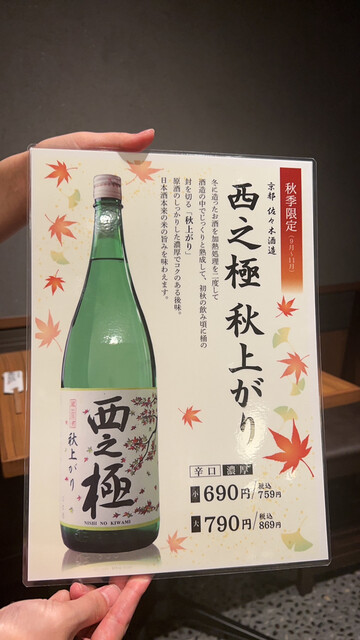 秋季限定(9月~11月)
京都 佐々木酒造
西之極 秋上がり
冬に造ったお酒を加熱処理を二度して
酒造の中でじっくりと熟成して、初秋の飲み頃に桶の
封を切る「秋上がり」
原酒のしっかりした濃厚でコクのある後味。
日本酒本来の米の旨みを味わえます。
辛口 濃厚
小 690円/税込759円
大 790円/税込869円
西之極
秋上がり
NISHI NO KIWAMI